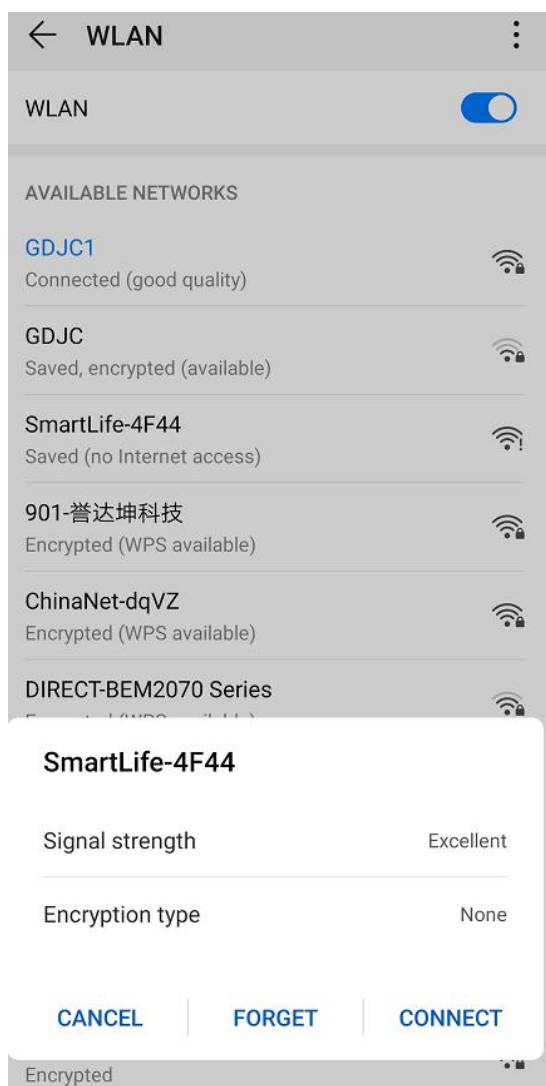 WLAN
WLAN
AVAILABLE NETWORKS
GDJC1
Connected (good quality)
GDJC
Saved, encrypted (available)
SmartLife-4F44
Saved (no Internet access)
901-誉达坤科技
Encrypted (WPS available)
ChinaNet-dqVZ
Encrypted (WPS available)
DIRECT-BEM2070 Series
SmartLife-4F44
Signal strength Excellent
Encryption type None
CANCEL FORGET CONNECT
Encrypted